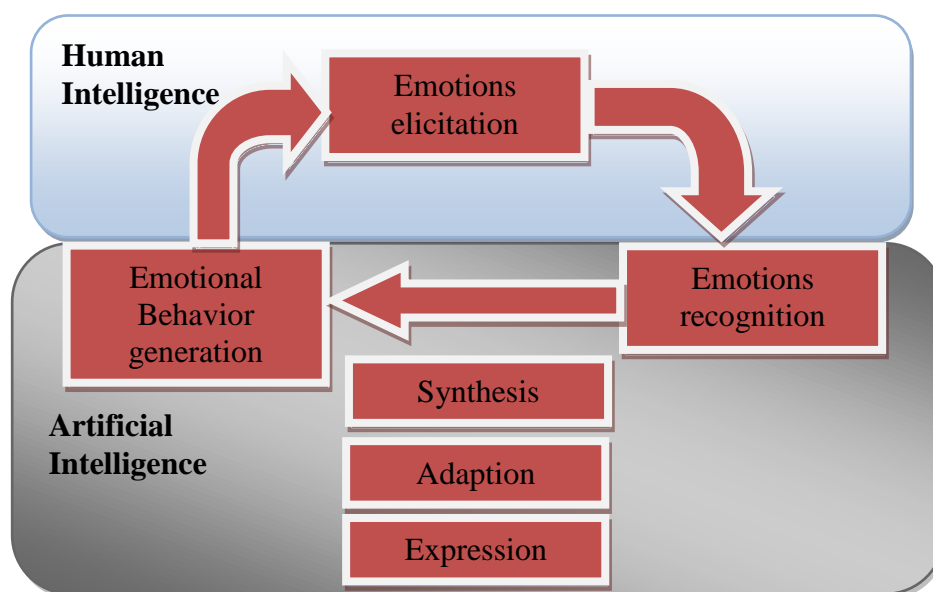 Human
Intelligence
Emotions
elicitation
Emotional
Behavior
generation
Emotions
recognition
Synthesis
Artificial
Intelligence
Adaption
Expression